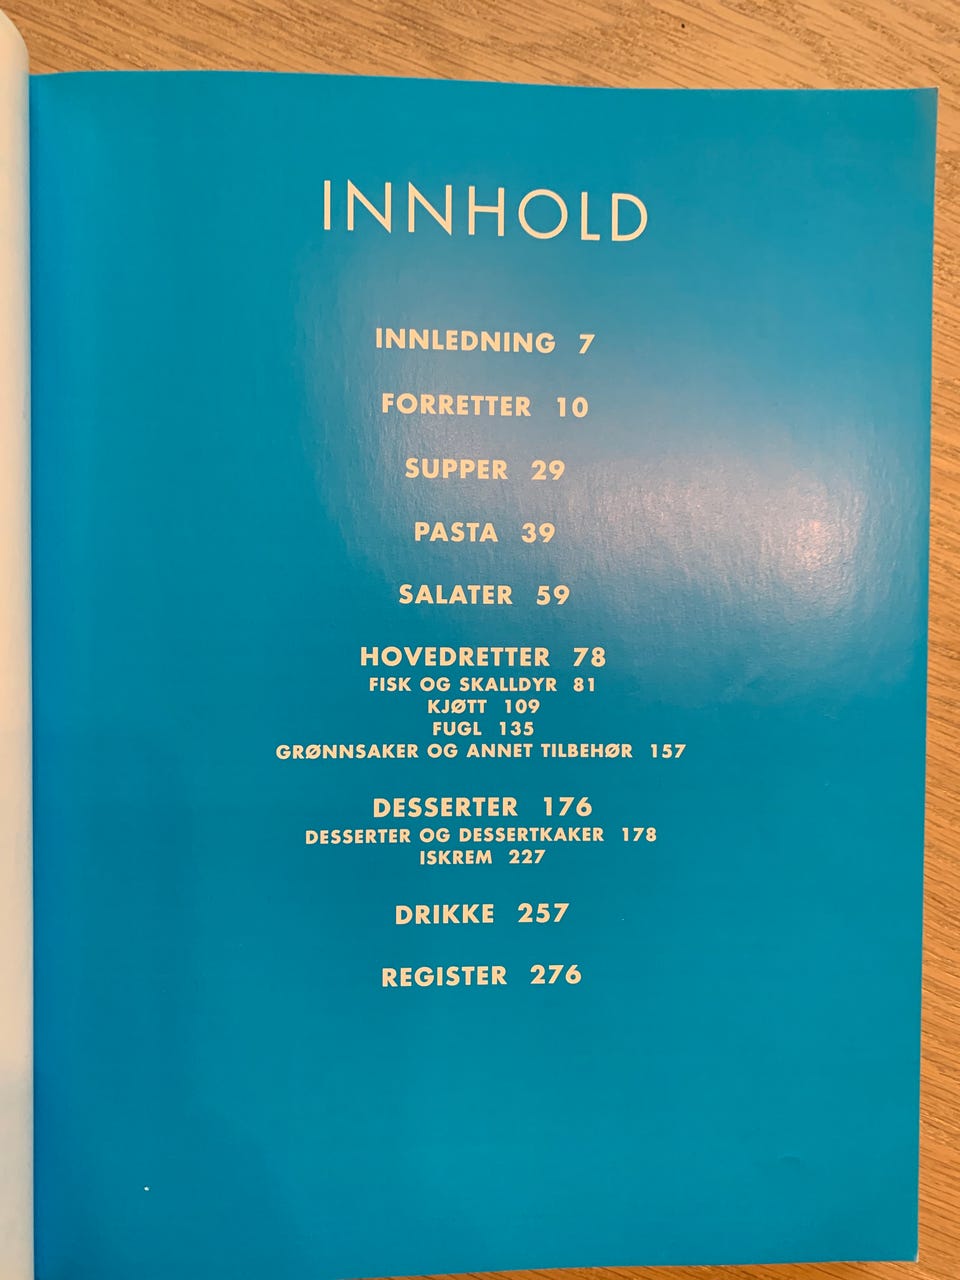 INNHOLD
INNLEDNING 7
FORRETTER 10
SUPPER 29
PASTA 39
SALATER 59
HOVEDRETTER 78
FISK OG SKALLDYR 81
KJØTT 109
FUGL 135
GRØNNSAKER OG ANNET TILBEHØR 157
DESSERTER 176
DESSERTER OG DESSERTKAKER 178
ISKREM 227
DRIKKE 257
REGISTER 276